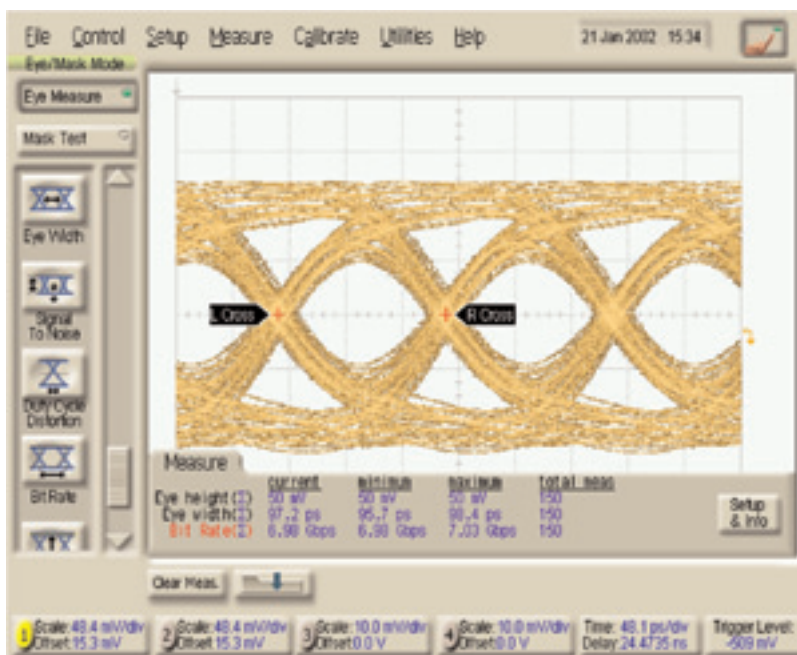 File Control Setup Measure Calibrate Utilities Help 21 Jan 2002 15:34
Eye/Mask Mode
Eye Measure
Mask Test
Eye Width
Signal
To Noise
Duty Cycle
Distortion
Bit Rate
L Cross
R Cross
Measure
current minimum maximum total meas
Eye height(1) 50 mV 50 mV 50 mV 150
Eye width(1) 97.2 ps 95.7 ps 98.4 ps 150
Bit Rate(1) 6.98 Gbps 6.98 Gbps 7.03 Gbps 150
Setup
& Info
Clear Meas.
1 Scale: 48.4 mV/div
Offset: 15.3 mV
2 Scale: 48.4 mV/div
Offset: 15.3 mV
3 Scale: 10.0 mV/div
Offset: 0.0 V
4 Scale: 10.0 mV/div
Offset: 0.0 V
Time: 48.1 ps/div
Delay: 24.4735 ns
Trigger Level:
-509 mV